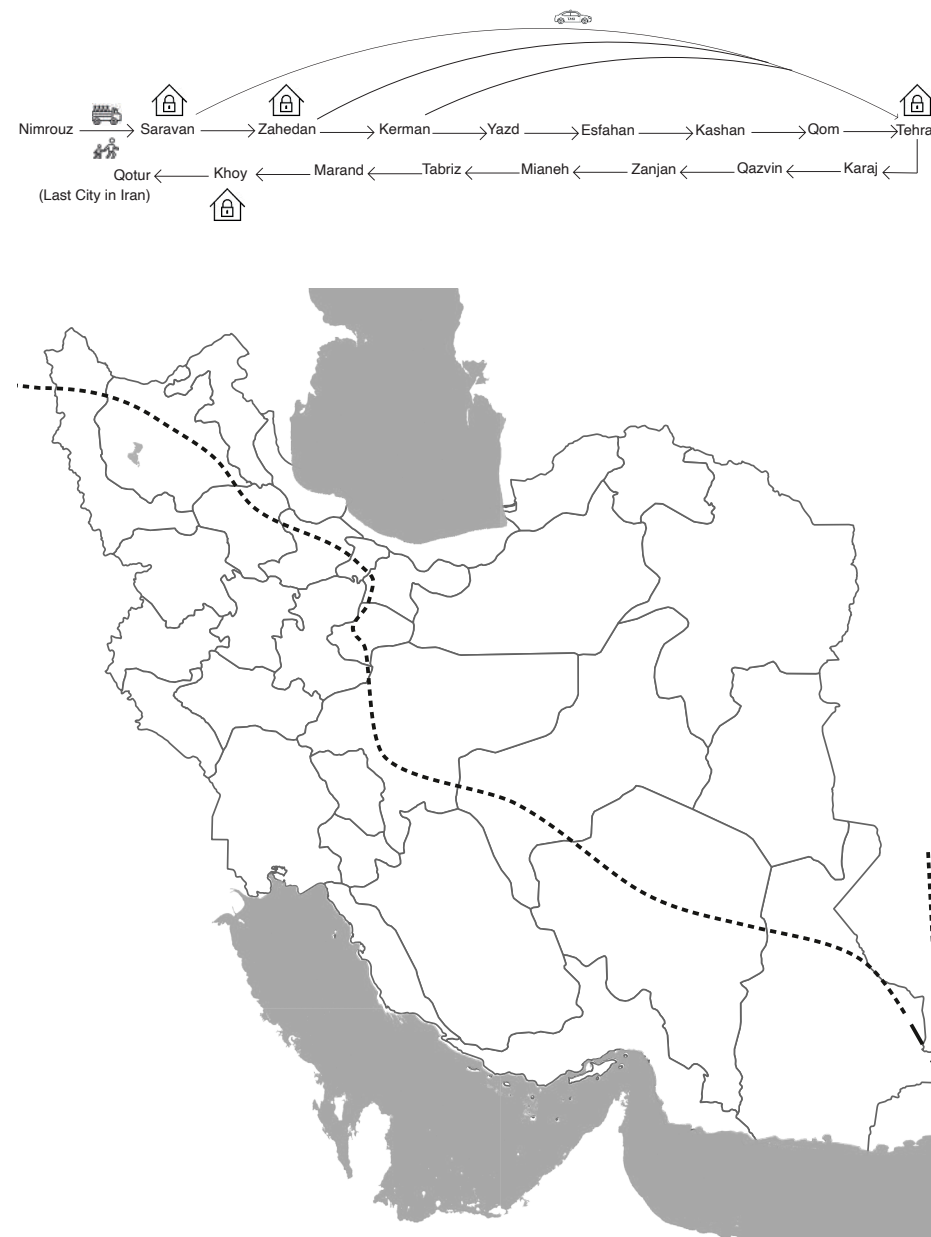 TAXI
Nimrouz Saravan Zahedan Kerman Yazd Esfahan Kashan Qom Tehra
Qotur Khoy Marand Tabriz Mianeh Zanjan Qazvin Karaj
(Last City in Iran)